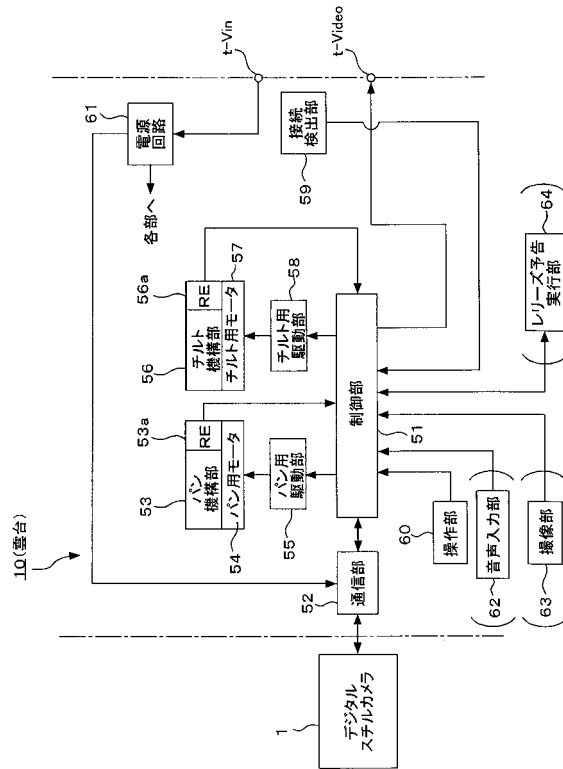 10(雲台)
t-Vin
t-Video
61
電源
回路
各部へ
接続
検出部
59
56a
56
チルト
機構部
RE
57
チルト用モータ
チルト用
駆動部
58
53a
53
パン
機構部
RE
54
パン用モータ
パン用
駆動部
55
制御部
51
通信部
52
デジタル
スチルカメラ
1
60
操作部
音声入力部
62
撮像部
63
レリーズ予告
実行部
64